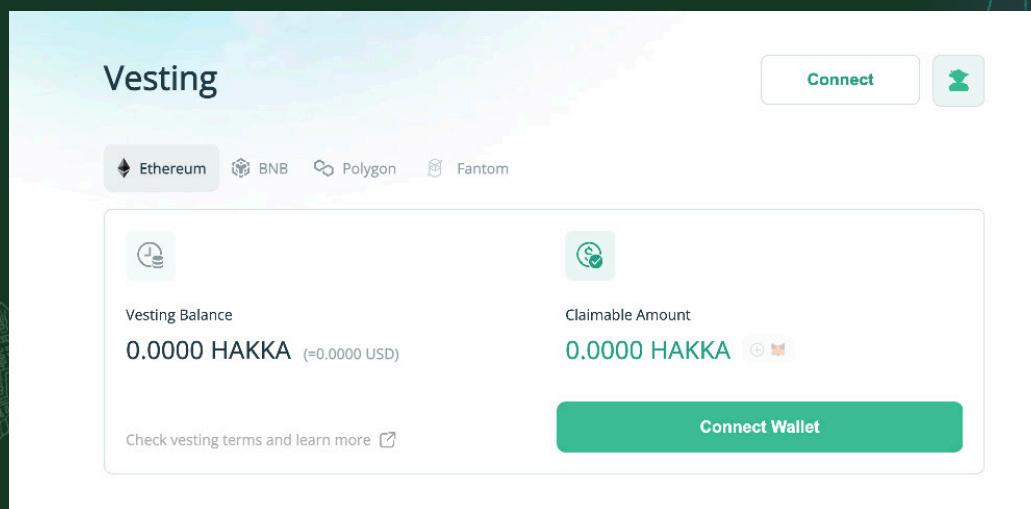 Vesting
Connect
Ethereum BNB Polygon Fantom
Vesting Balance
0.0000 HAKKA (=0.0000 USD)
Check vesting terms and learn more
Claimable Amount
0.0000 HAKKA
Connect Wallet